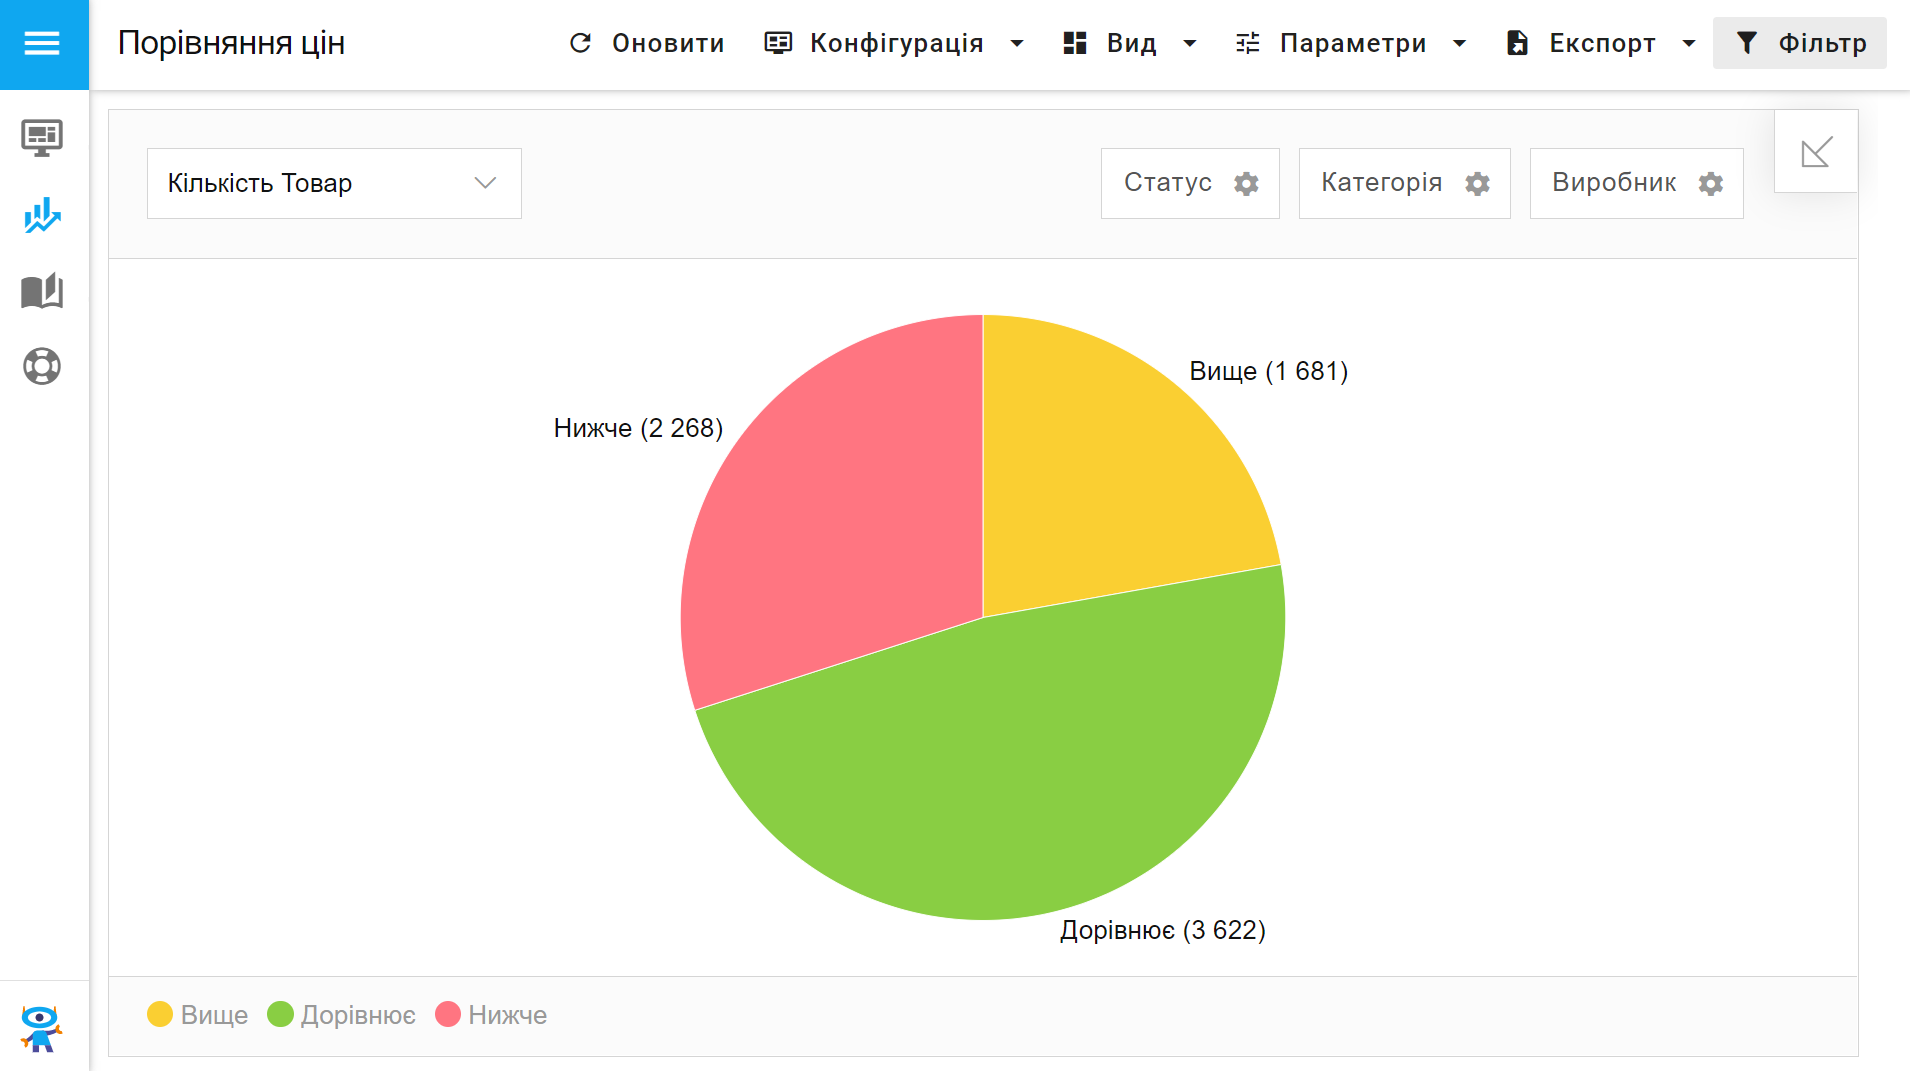 Порівняння цін
Оновити
Конфігурація
Вид
Параметри
Експорт
Фільтр
Кількість Товар
Статус
Категорія
Виробник
Вище (1 681)
Нижче (2 268)
Дорівнює (3 622)
Вище
Дорівнює
Нижче